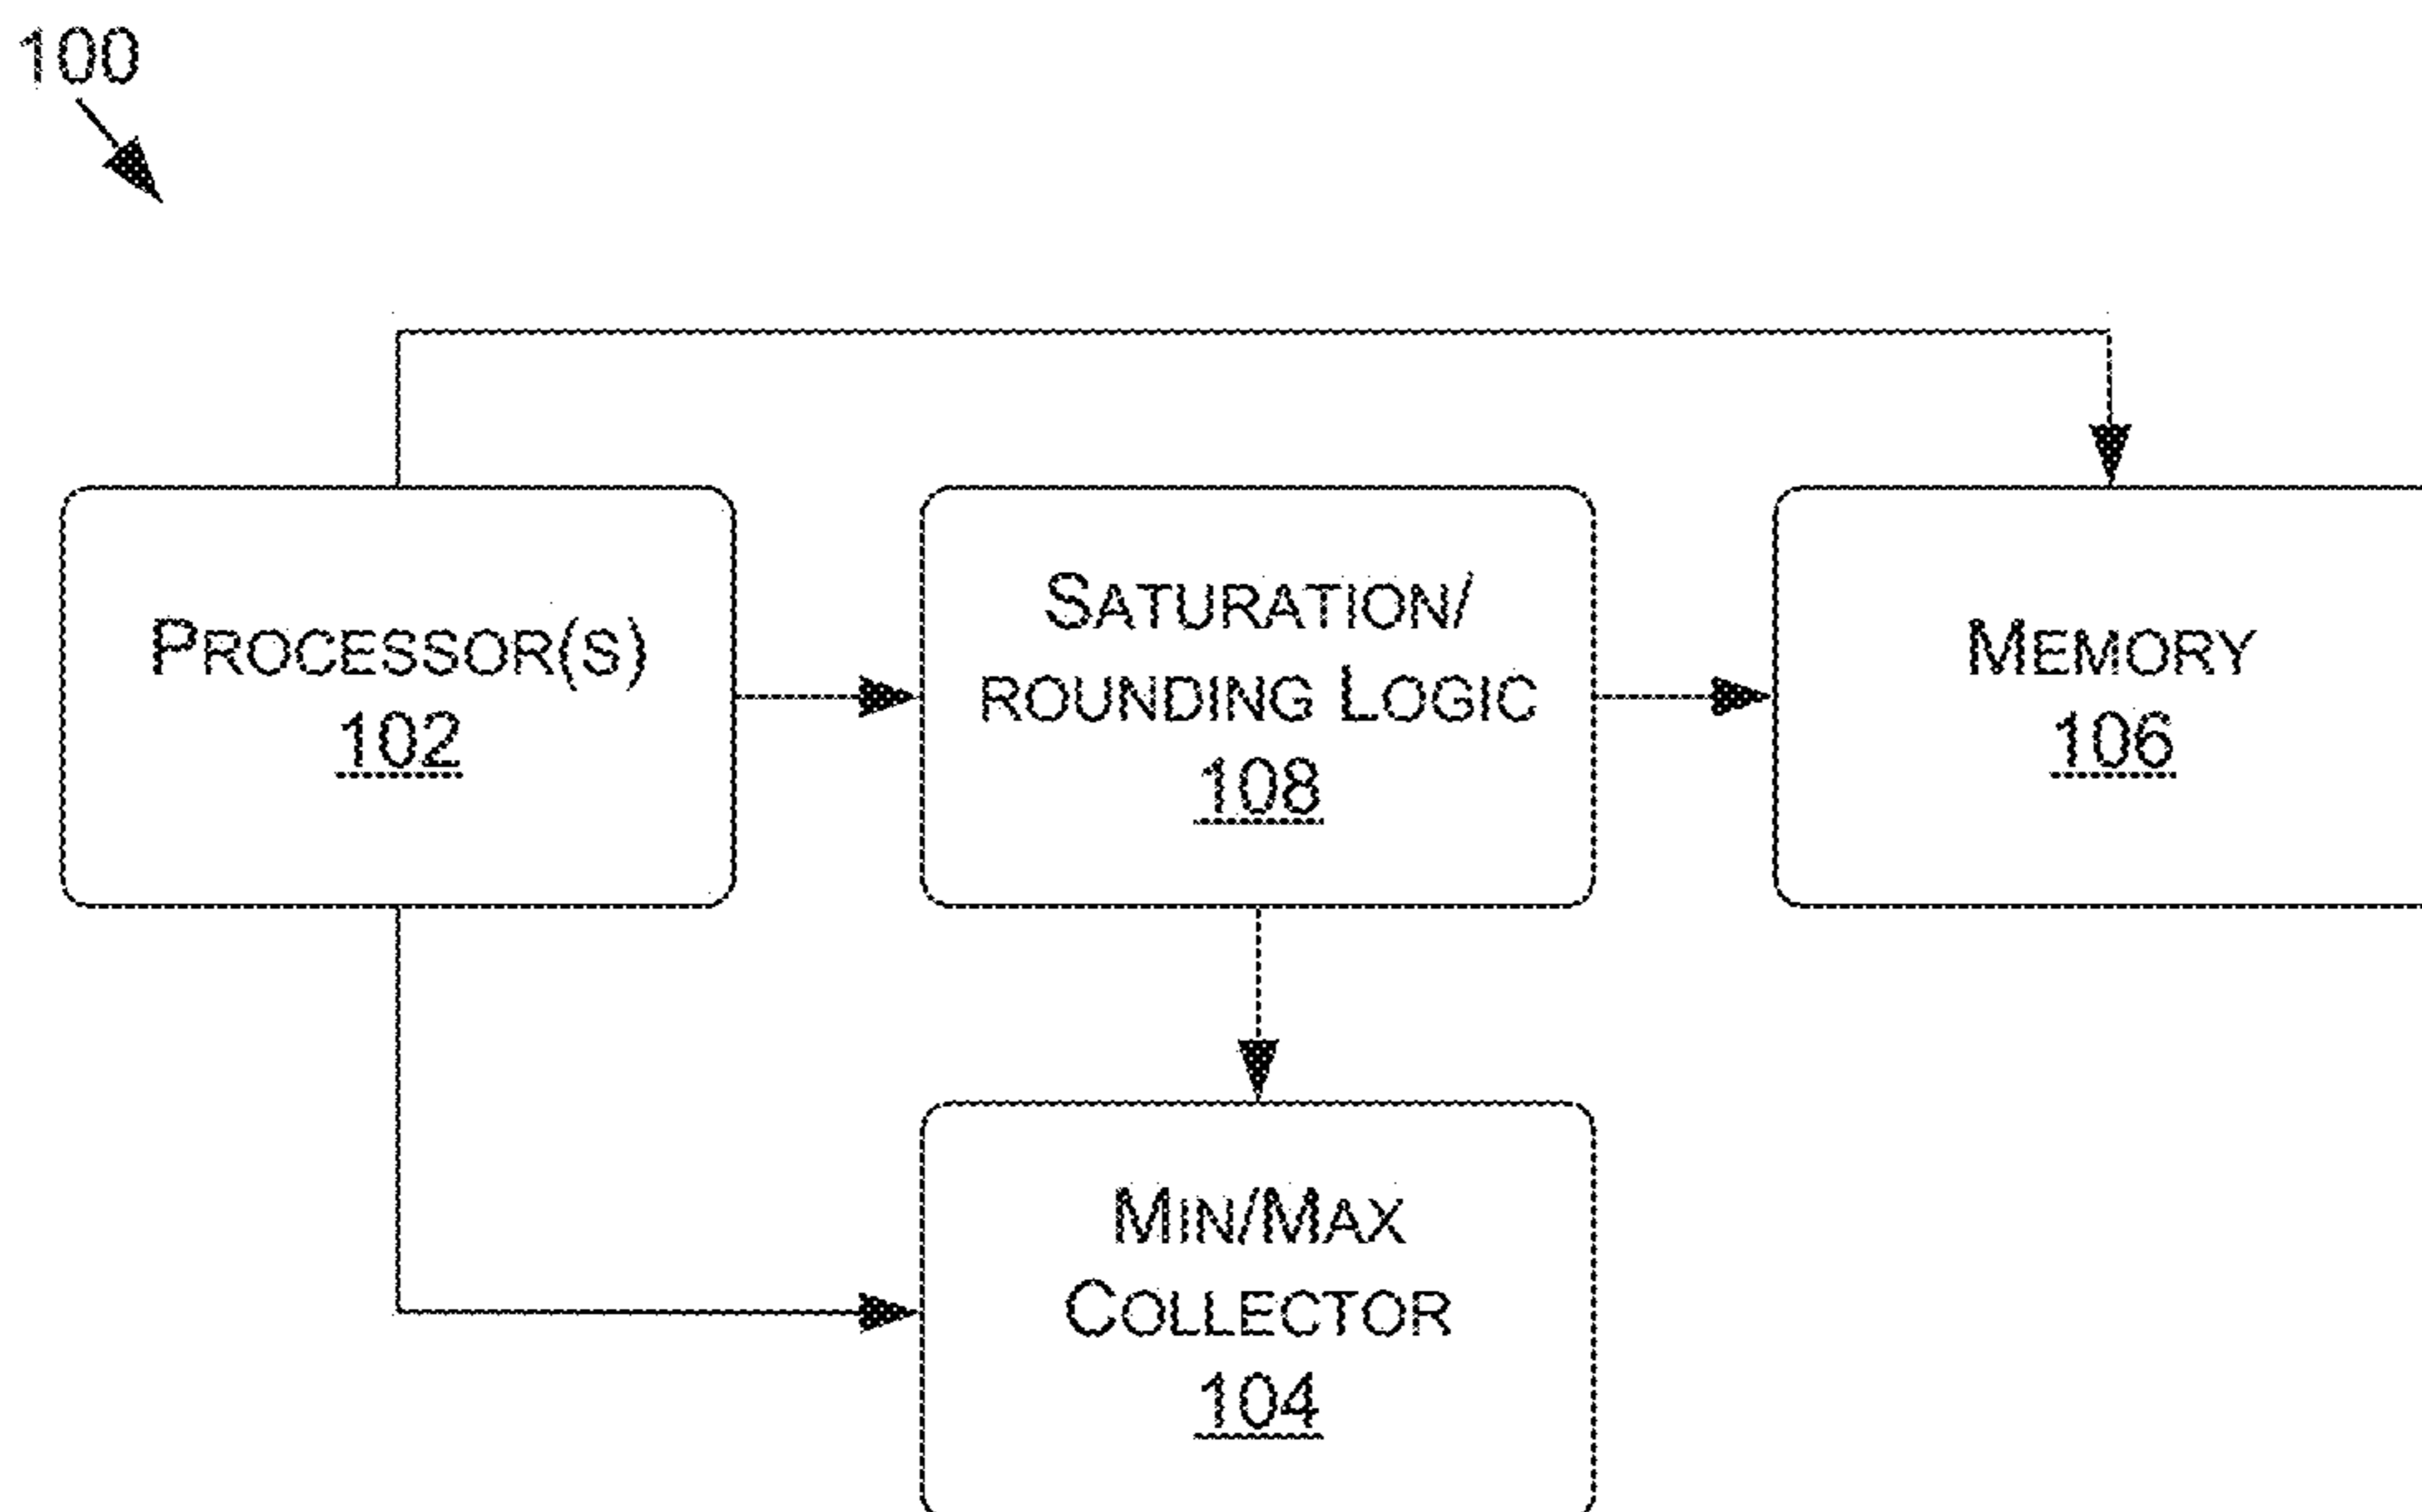 100
PROCESSOR(S)
102
SATURATION/
ROUNDING LOGIC
108
MEMORY
106
MIN/MAX
COLLECTOR
104